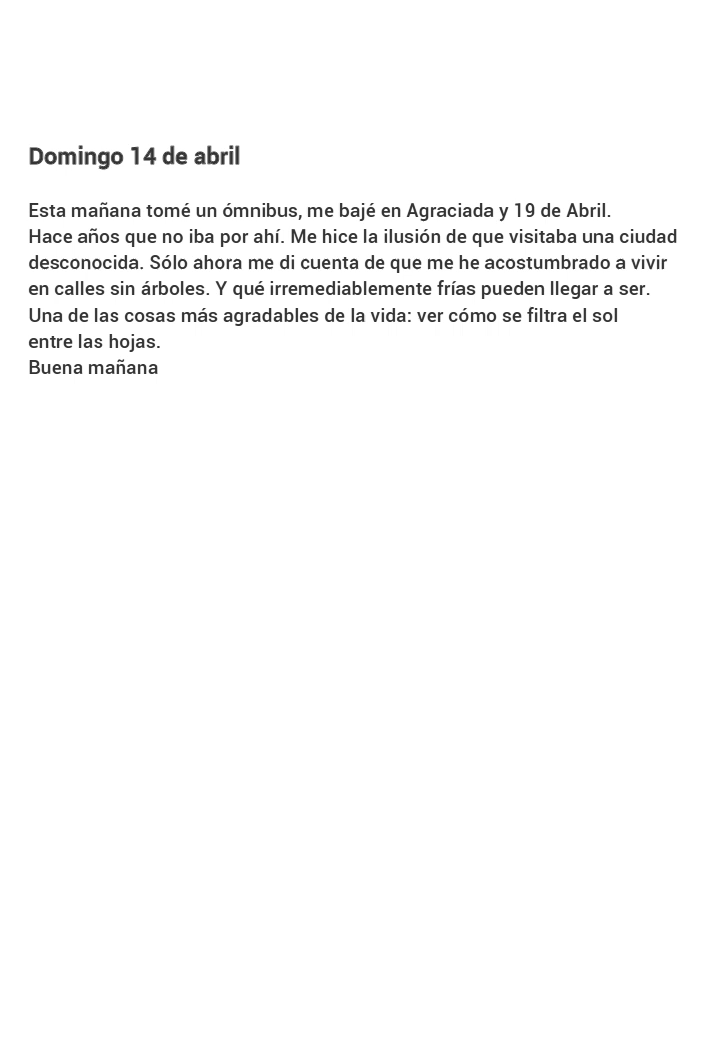 Domingo 14 de abril
Esta mañana tomé un ómnibus, me bajé en Agraciada y 19 de Abril.
Hace años que no iba por ahí. Me hice la ilusión de que visitaba una ciudad
desconocida. Sólo ahora me di cuenta de que me he acostumbrado a vivir
en calles sin árboles. Y qué irremediablemente frías pueden llegar a ser.
Una de las cosas más agradables de la vida: ver cómo se filtra el sol
entre las hojas.
Buena mañana